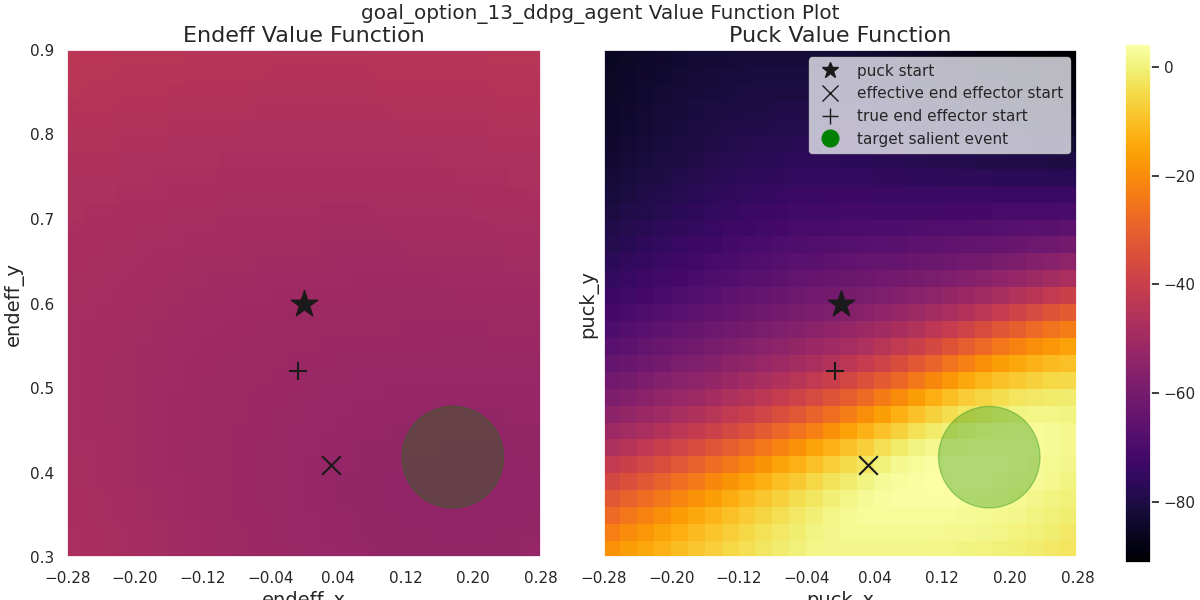 goal_option_13_ddpg_agent Value Function Plot
Endeff Value Function
Puck Value Function
puck start
effective end effector start
true end effector start
target salient event
0.9
0.8
0.7
0.6
0.5
0.4
0.3
endeff_y
−0.28 −0.20 −0.12 −0.04 0.04 0.12 0.20 0.28
endeff_x
puck_y
−0.28 −0.20 −0.12 −0.04 0.04 0.12 0.20 0.28
puck_x
0
−20
−40
−60
−80